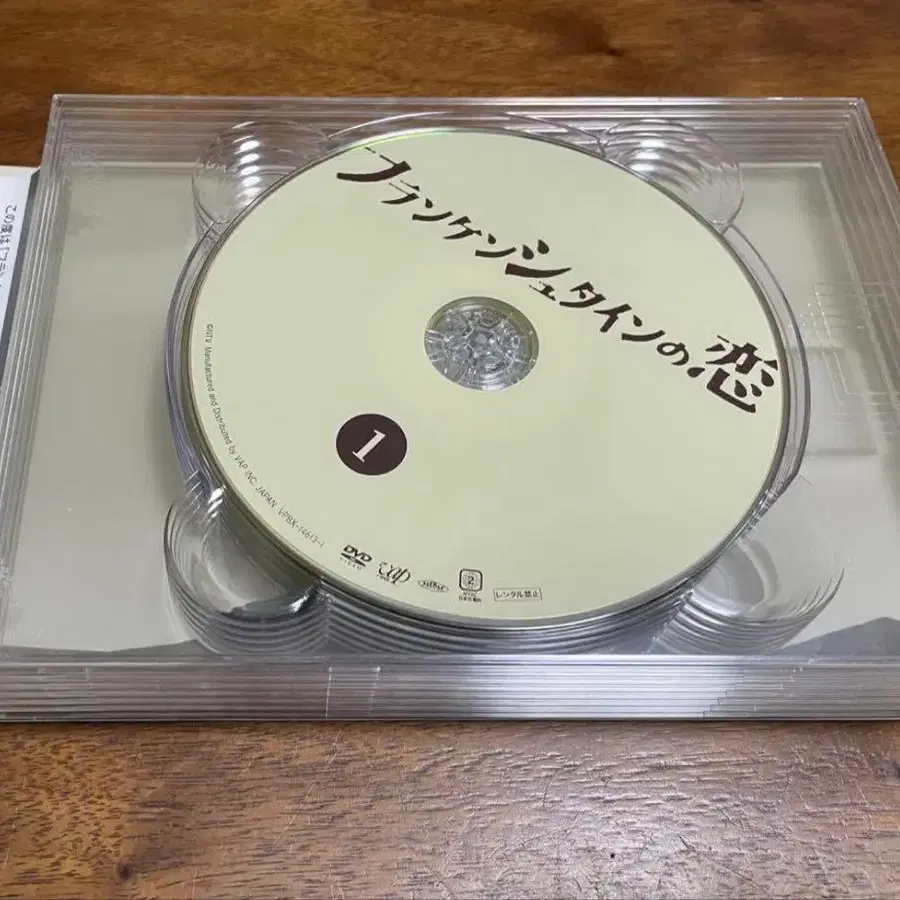 フランケンシュタインの恋
1
©NTV Manufactured and Distributed by VAP INC. JAPAN VPBX-14613-1
DVD
VIDEO
vap
2
レンタル禁止